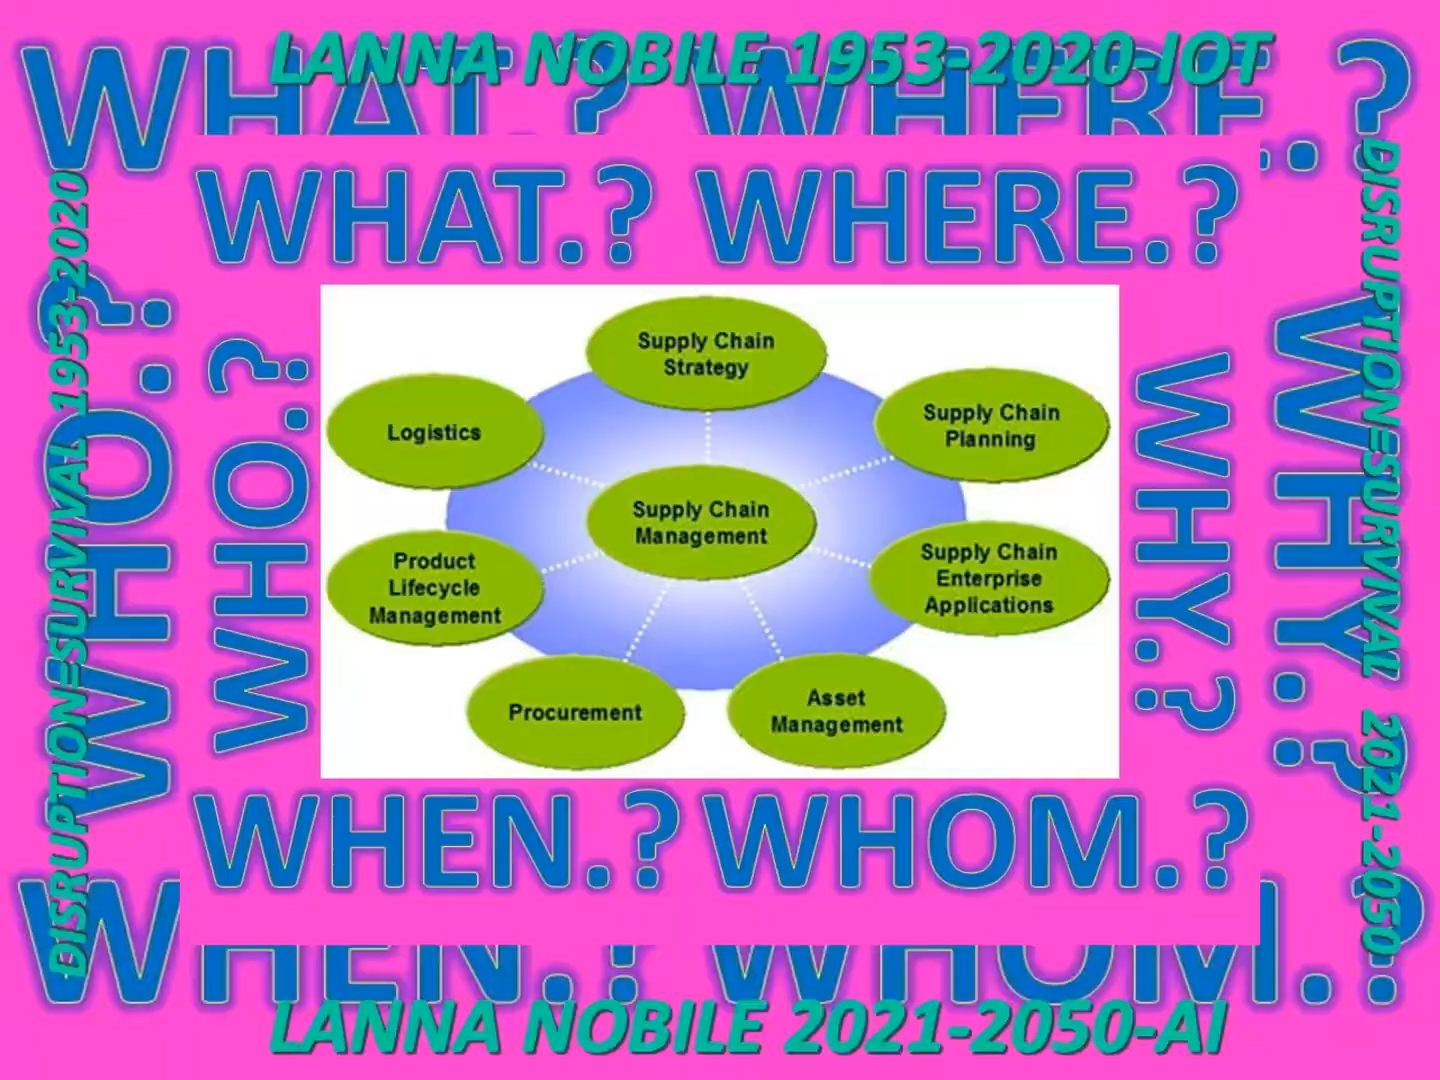 LANNA NOBILE 1953-2020-IOT
WHAT.? WHERE.?
WHAT.? WHERE.?
DISRUPTION=SURVIVAL 1953-2020
WHO.?
WHO.?
Supply Chain
Strategy
Logistics
Supply Chain
Planning
Supply Chain
Management
Product
Lifecycle
Management
Supply Chain
Enterprise
Applications
Procurement
Asset
Management
WHY.?
WHY.?
DISRUPTION=SURVIVAL 2021-2050
WHEN.? WHOM.?
WHEN.? WHOM.?
LANNA NOBILE 2021-2050-AI